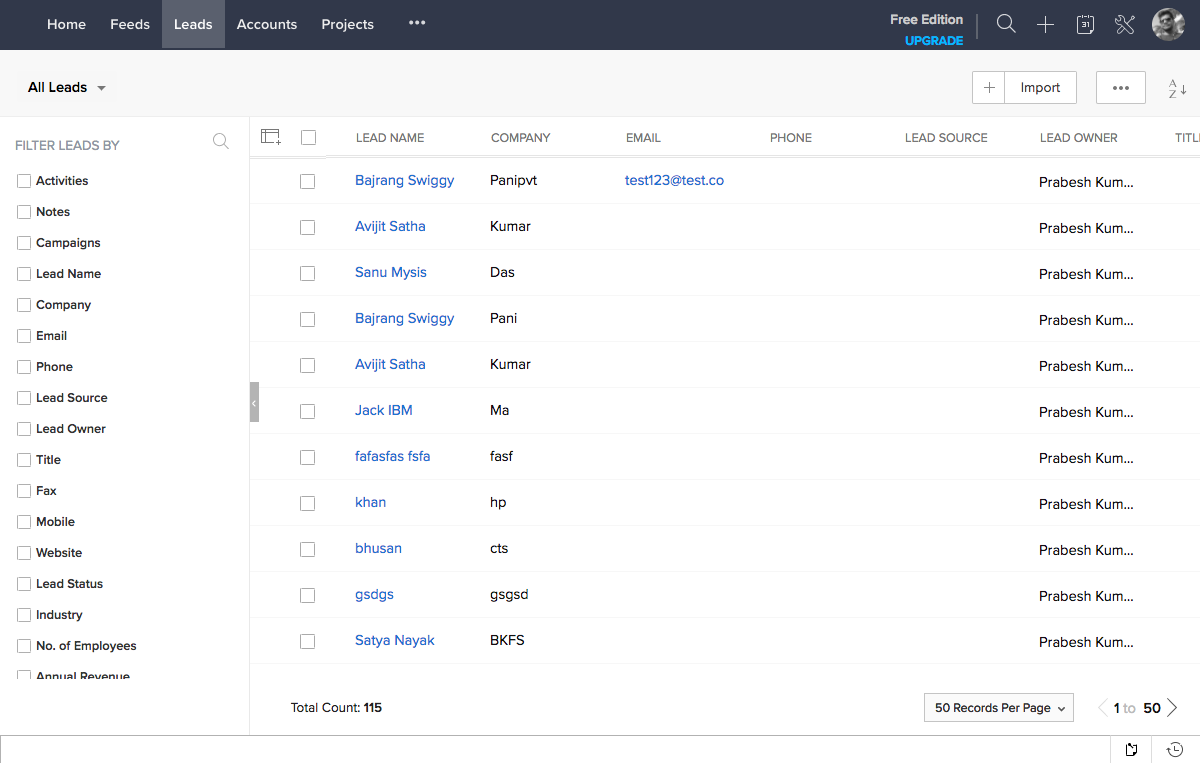 Home Feeds Leads Accounts Projects ••• Free Edition
UPGRADE
31
All Leads
Import
•••
A
Z
FILTER LEADS BY
Activities
Notes
Campaigns
Lead Name
Company
Email
Phone
Lead Source
Lead Owner
Title
Fax
Mobile
Website
Lead Status
Industry
No. of Employees
Annual Revenue
LEAD NAME COMPANY EMAIL PHONE LEAD SOURCE LEAD OWNER TITLE
Bajrang Swiggy Panipvt test123@test.co Prabesh Kum...
Avijit Satha Kumar Prabesh Kum...
Sanu Mysis Das Prabesh Kum...
Bajrang Swiggy Pani Prabesh Kum...
Avijit Satha Kumar Prabesh Kum...
Jack IBM Ma Prabesh Kum...
fafasfas fsfa fasf Prabesh Kum...
khan hp Prabesh Kum...
bhusan cts Prabesh Kum...
gsdgs gsgsd Prabesh Kum...
Satya Nayak BKFS Prabesh Kum...
Total Count: 115 50 Records Per Page 1 to 50